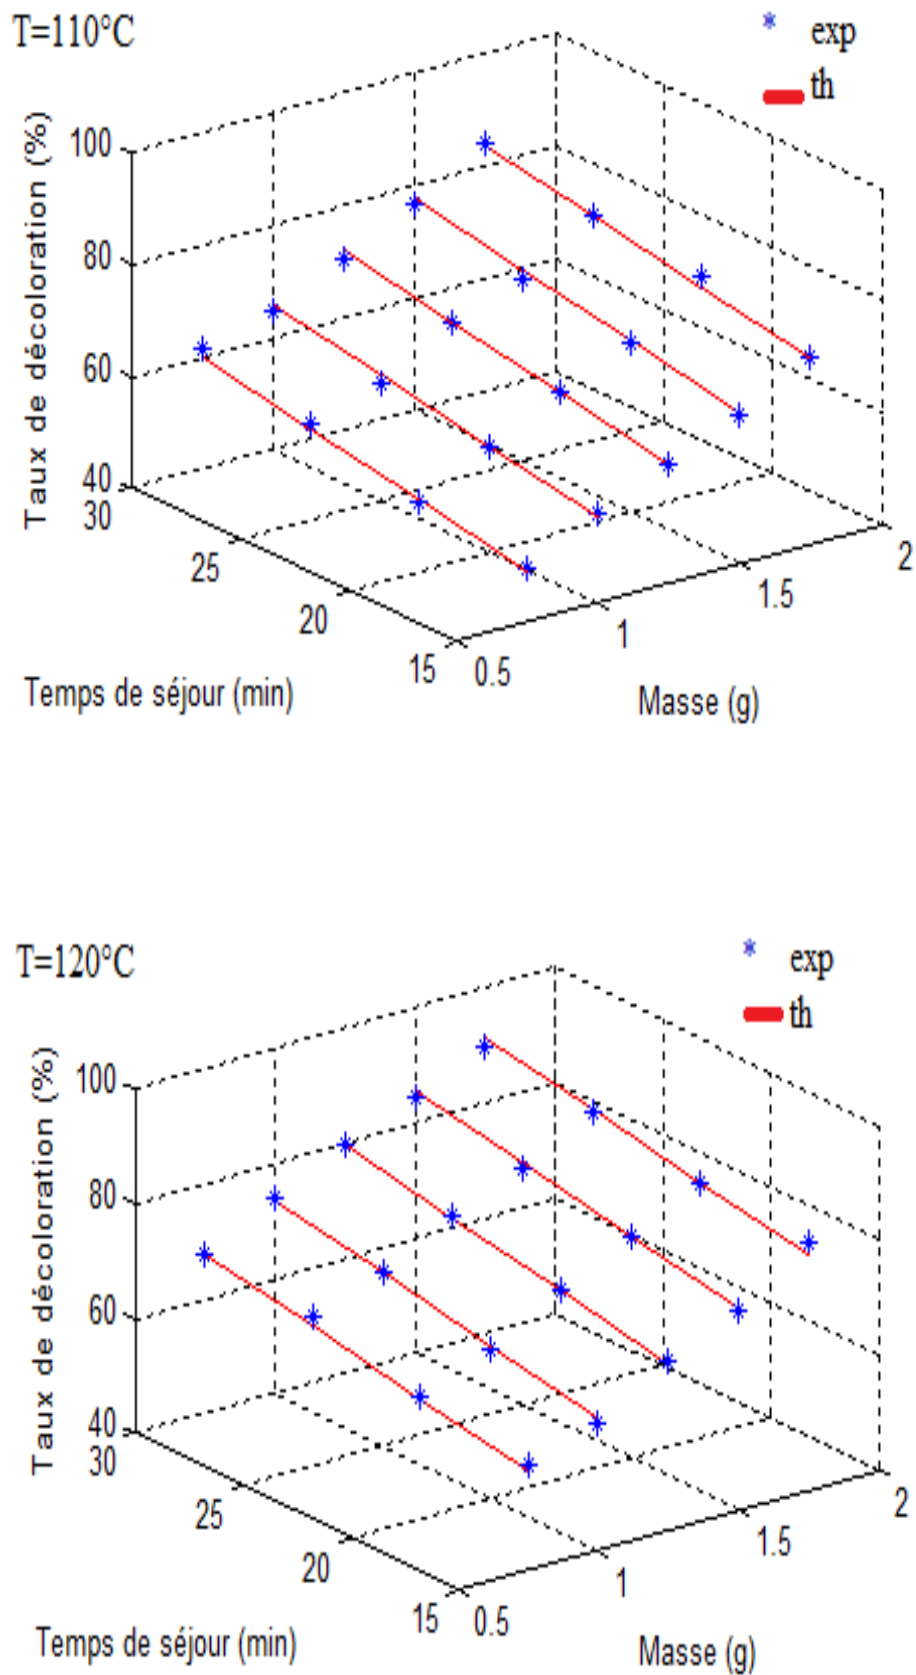 T=110°C
exp
th
Taux de décoloration (%)
100
80
60
40
30
25
20
15
0.5
1
1.5
2
Temps de séjour (min)
Masse (g)
T=120°C
exp
th
Taux de décoloration (%)
100
80
60
40
30
25
20
15
0.5
1
1.5
2
Temps de séjour (min)
Masse (g)